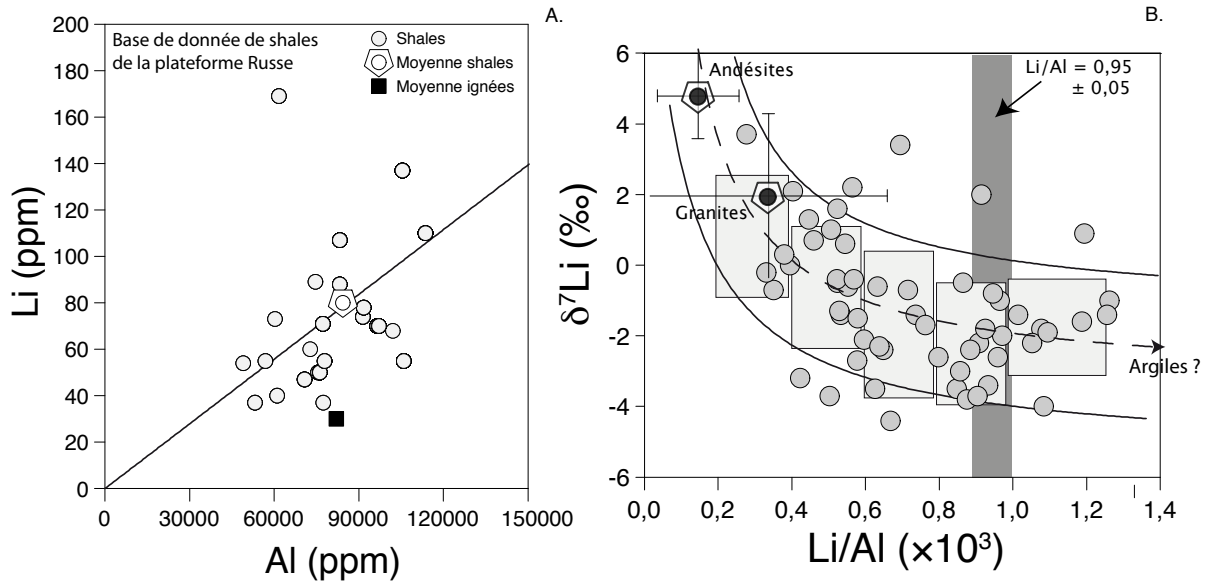 A.
Base de donnée de shales
de la plateforme Russe
Shales
Moyenne shales
Moyenne ignées
200
180
160
140
120
100
80
60
40
20
0
Li (ppm)
0
30000
60000
90000
120000
150000
Al (ppm)
B.
Andésites
Li/Al = 0,95
± 0,05
Granites
Argiles ?
6
4
2
0
-2
-4
-6
δ⁷Li (‰)
0,0
0,2
0,4
0,6
0,8
1,0
1,2
1,4
Li/Al (×10³)